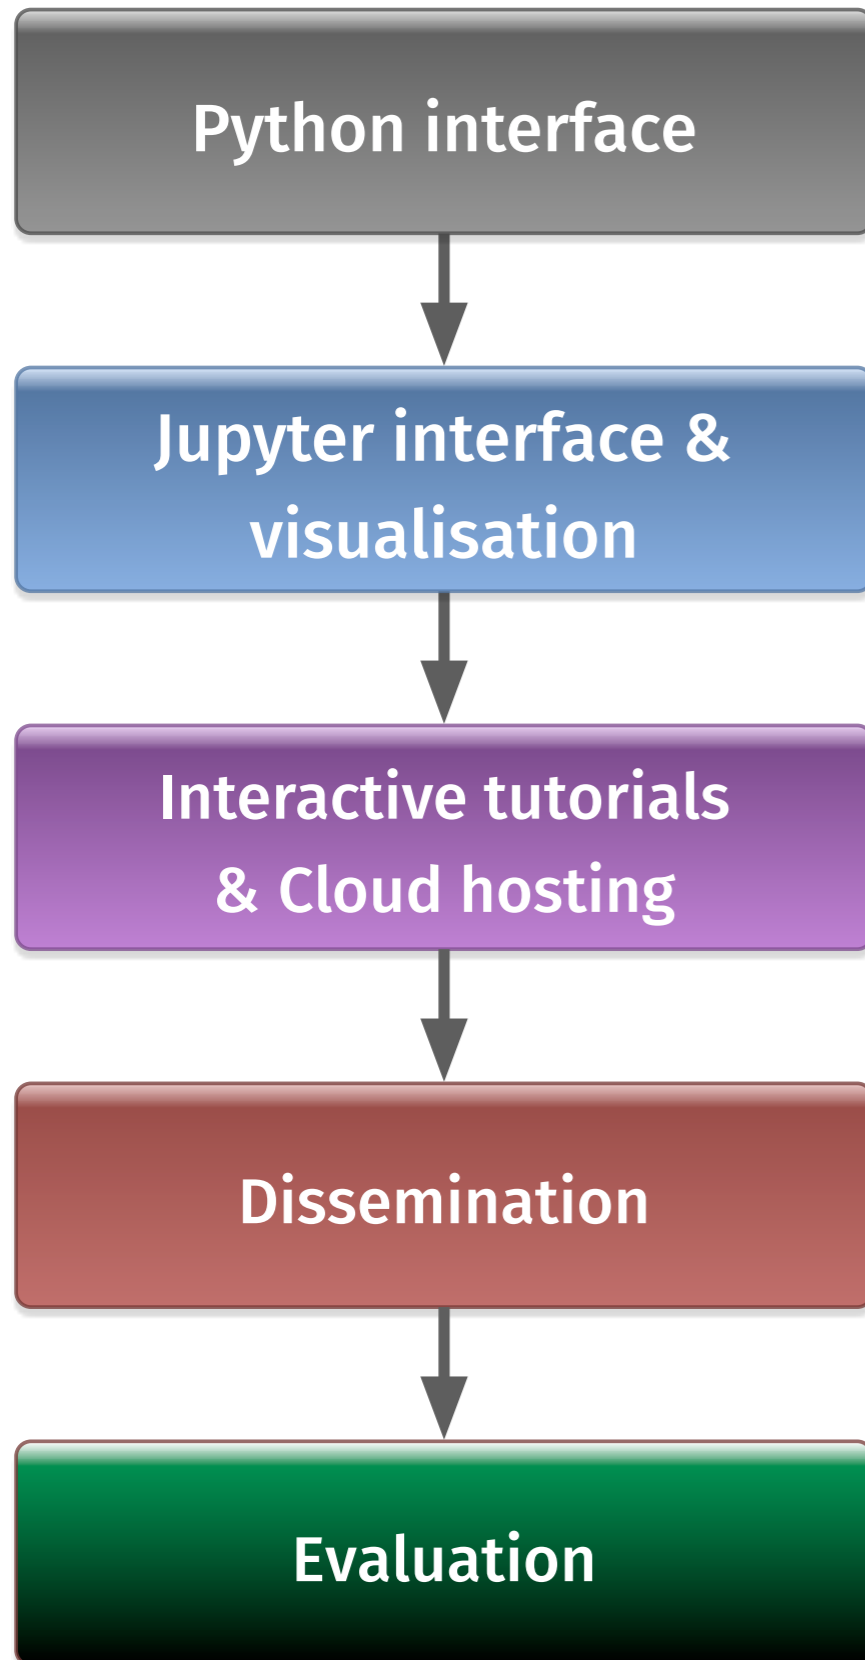 Python interface
Jupyter interface &
visualisation
Interactive tutorials
& Cloud hosting
Dissemination
Evaluation